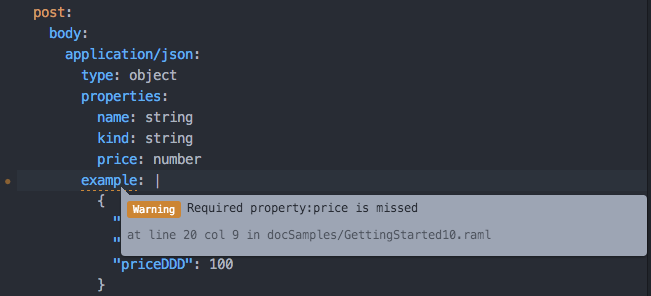 post:
body:
application/json:
type: object
properties:
name: string
kind: string
price: number
example: |
{
Warning Required property:price is missed
"
at line 20 col 9 in docSamples/GettingStarted10.raml
"
"priceDDD": 100
}